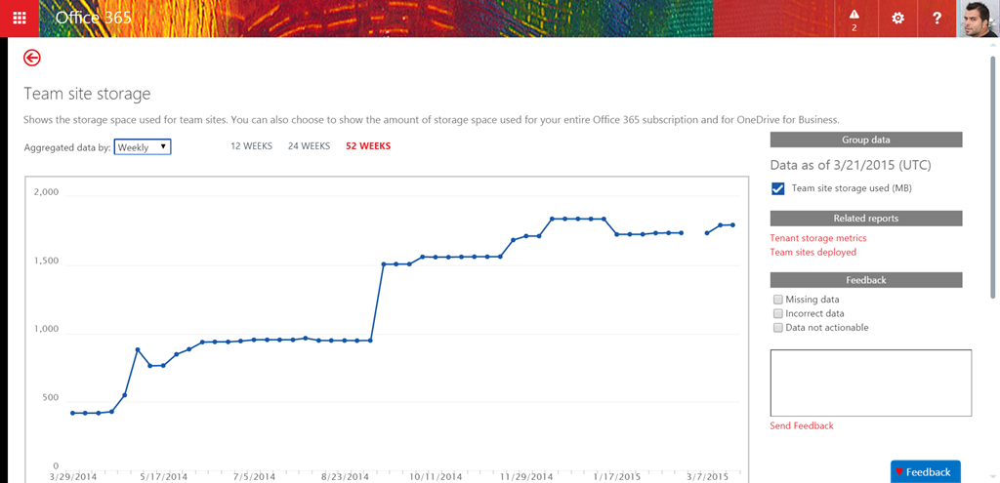 Office 365
2
?
Team site storage
Shows the storage space used for team sites. You can also choose to show the amount of storage space used for your entire Office 365 subscription and for OneDrive for Business.
Aggregated data by: Weekly
12 WEEKS 24 WEEKS 52 WEEKS
2,000
1,500
1,000
500
0
3/29/2014 5/17/2014 7/5/2014 8/23/2014 10/11/2014 11/29/2014 1/17/2015 3/7/2015
Group data
Data as of 3/21/2015 (UTC)
Team site storage used (MB)
Related reports
Tenant storage metrics
Team sites deployed
Feedback
Missing data
Incorrect data
Data not actionable
Send Feedback
Feedback